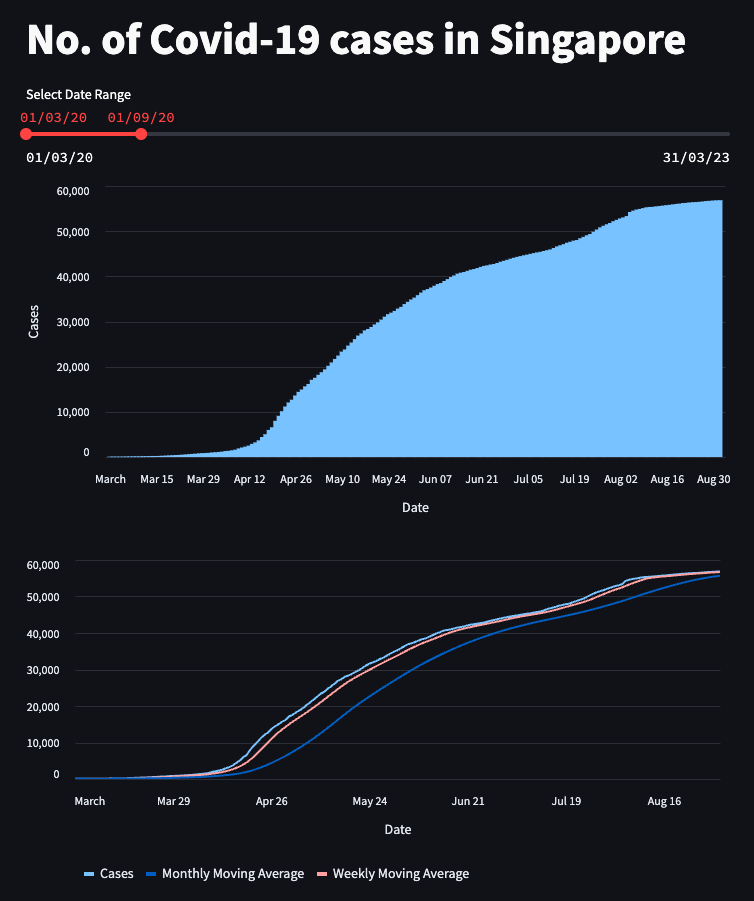 No. of Covid-19 cases in Singapore
Select Date Range
01/03/20 01/09/20
01/03/20 31/03/23
60,000
50,000
40,000
30,000
20,000
10,000
0
Cases
March Mar 15 Mar 29 Apr 12 Apr 26 May 10 May 24 Jun 07 Jun 21 Jul 05 Jul 19 Aug 02 Aug 16 Aug 30
Date
60,000
50,000
40,000
30,000
20,000
10,000
0
March Mar 29 Apr 26 May 24 Jun 21 Jul 19 Aug 16
Date
Cases Monthly Moving Average Weekly Moving Average